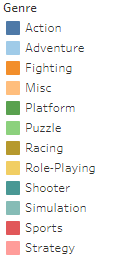 Genre
Action
Adventure
Fighting
Misc
Platform
Puzzle
Racing
Role-Playing
Shooter
Simulation
Sports
Strategy